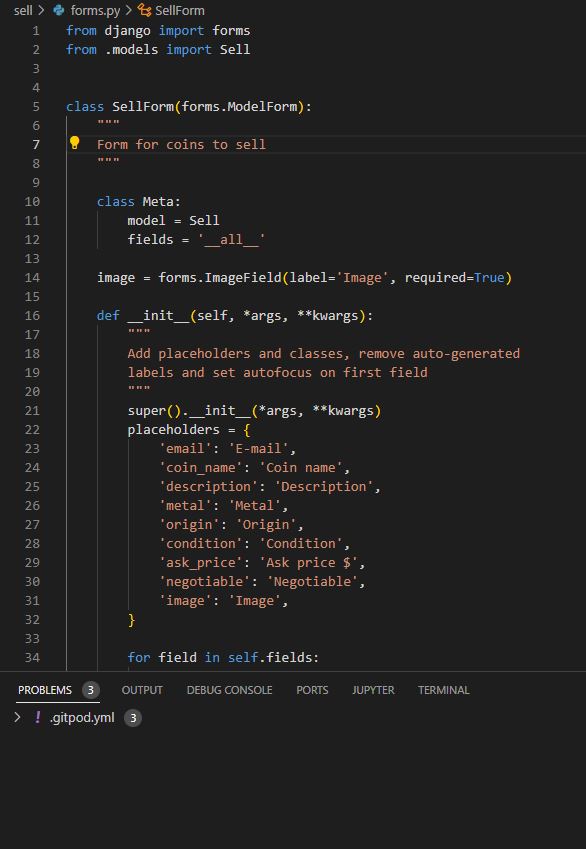 sell > forms.py > SellForm
1 from django import forms
2 from .models import Sell
3
4
5 class SellForm(forms.ModelForm):
6     """
7     Form for coins to sell
8     """
9
10     class Meta:
11         model = Sell
12         fields = '__all__'
13
14     image = forms.ImageField(label='Image', required=True)
15
16     def __init__(self, *args, **kwargs):
17         """
18         Add placeholders and classes, remove auto-generated
19         labels and set autofocus on first field
20         """
21         super().__init__(*args, **kwargs)
22         placeholders = {
23             'email': 'E-mail',
24             'coin_name': 'Coin name',
25             'description': 'Description',
26             'metal': 'Metal',
27             'origin': 'Origin',
28             'condition': 'Condition',
29             'ask_price': 'Ask price $',
30             'negotiable': 'Negotiable',
31             'image': 'Image',
32         }
33
34         for field in self.fields:
PROBLEMS 3 OUTPUT DEBUG CONSOLE PORTS JUPYTER TERMINAL
> ! .gitpod.yml 3